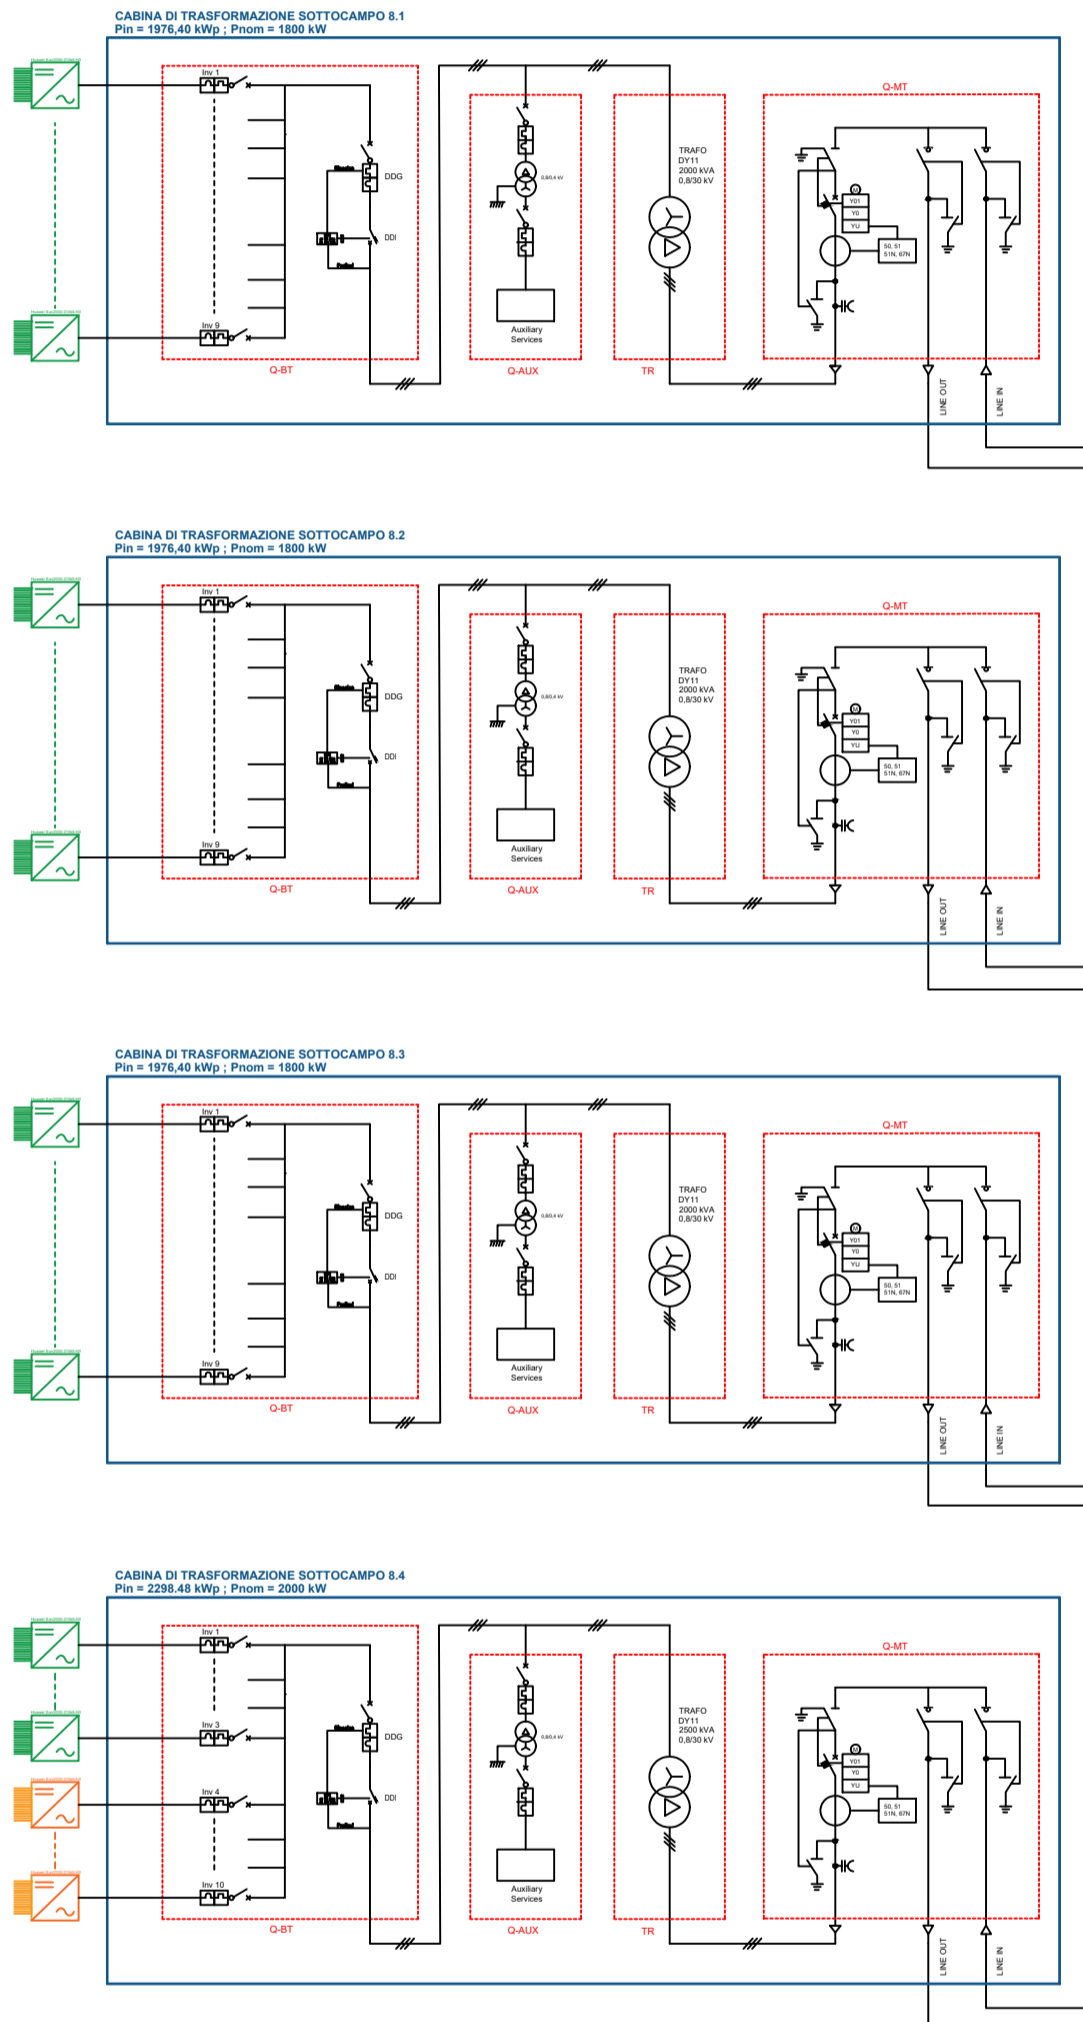 CABINA DI TRASFORMAZIONE SOTTOCAMPO 8.1
Pin = 1976,40 kWp ; Pnom = 1800 kW
Inv 1
Q-MT
TRAFO
DY11
2000 kVA
0,8/30 kV
DDG
0,8/0,4 kV
M
Y01
Y0
YU
50, 51
51N, 67N
DDI
Inv 9
Auxiliary
Services
Q-BT
Q-AUX
TR
LINE OUT
LINE IN
CABINA DI TRASFORMAZIONE SOTTOCAMPO 8.2
Pin = 1976,40 kWp ; Pnom = 1800 kW
Inv 1
Q-MT
TRAFO
DY11
2000 kVA
0,8/30 kV
DDG
0,8/0,4 kV
M
Y01
Y0
YU
50, 51
51N, 67N
DDI
Inv 9
Auxiliary
Services
Q-BT
Q-AUX
TR
LINE OUT
LINE IN
CABINA DI TRASFORMAZIONE SOTTOCAMPO 8.3
Pin = 1976,40 kWp ; Pnom = 1800 kW
Inv 1
Q-MT
TRAFO
DY11
2000 kVA
0,8/30 kV
DDG
0,8/0,4 kV
M
Y01
Y0
YU
50, 51
51N, 67N
DDI
Inv 9
Auxiliary
Services
Q-BT
Q-AUX
TR
LINE OUT
LINE IN
CABINA DI TRASFORMAZIONE SOTTOCAMPO 8.4
Pin = 2298.48 kWp ; Pnom = 2000 kW
Inv 1
Q-MT
TRAFO
DY11
2500 kVA
0,8/30 kV
Inv 3
DDG
0,8/0,4 kV
M
Y01
Y0
YU
50, 51
51N, 67N
Inv 4
DDI
Inv 10
Auxiliary
Services
Q-BT
Q-AUX
TR
LINE OUT
LINE IN